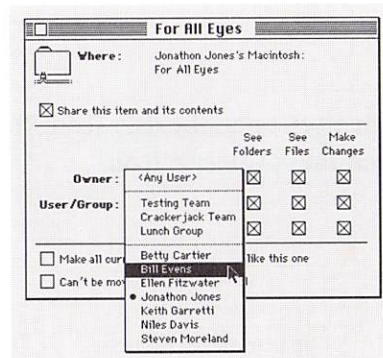 For All Eyes
Where: Jonathon Jones's Macintosh:
For All Eyes
Share this item and its contents
See Folders See Files Make Changes
Owner: <Any User>
User/Group: Testing Team
Crackerjack Team
Lunch Group
Betty Cartier
Make all like this one
Bill Evens
Ellen Fitzwater
Can't be
Jonathon Jones
Keith Garretti
Niles Davis
Steven Moreland